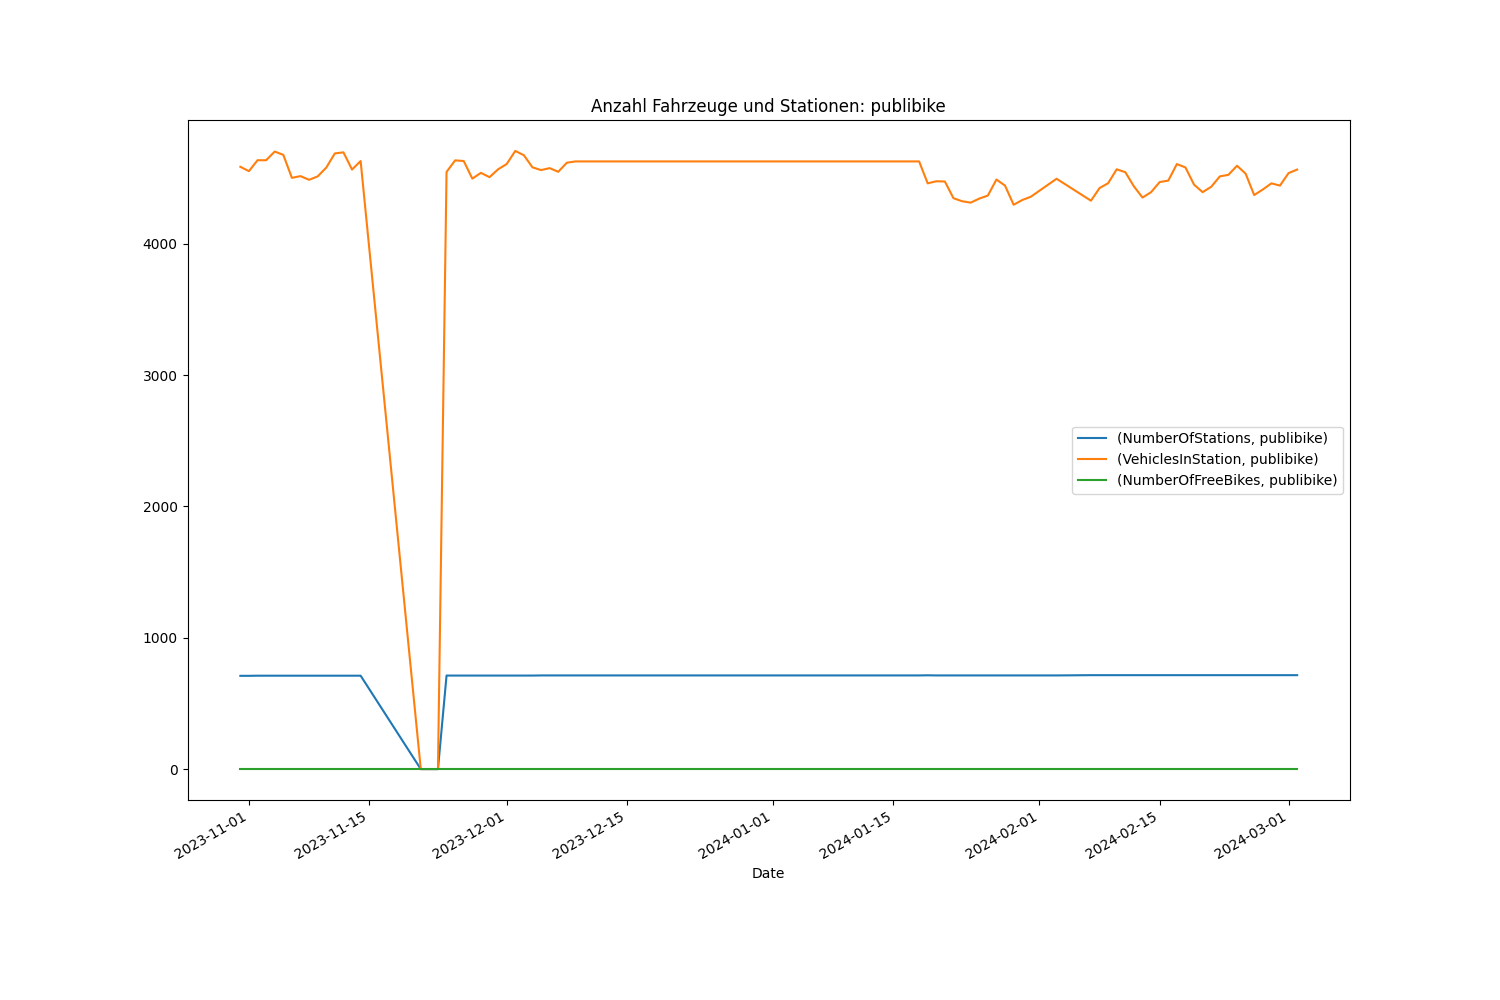 Anzahl Fahrzeuge und Stationen: publibike
4000
3000
2000
1000
0
(NumberOfStations, publibike)
(VehiclesInStation, publibike)
(NumberOfFreeBikes, publibike)
2023-11-01
2023-11-15
2023-12-01
2023-12-15
2024-01-01
2024-01-15
2024-02-01
2024-02-15
2024-03-01
Date